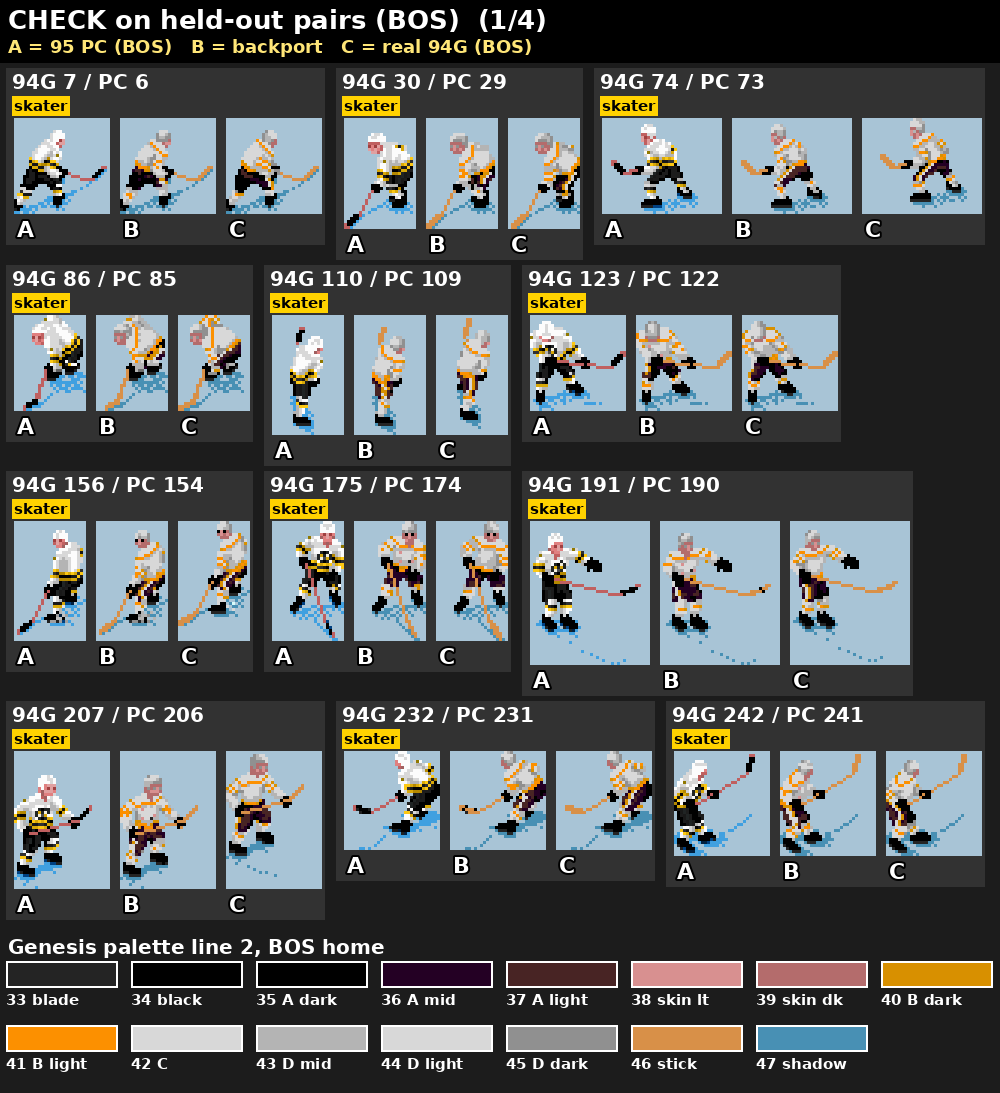 CHECK on held-out pairs (BOS)  (1/4)
A = 95 PC (BOS)   B = backport   C = real 94G (BOS)
94G 7 / PC 6
94G 30 / PC 29
94G 74 / PC 73
skater
skater
skater
A B C
A B C
A B C
94G 86 / PC 85
94G 110 / PC 109
94G 123 / PC 122
skater
skater
skater
A B C
A B C
A B C
94G 156 / PC 154
94G 175 / PC 174
94G 191 / PC 190
skater
skater
skater
A B C
A B C
A B C
94G 207 / PC 206
94G 232 / PC 231
94G 242 / PC 241
skater
skater
skater
A B C
A B C
A B C
Genesis palette line 2, BOS home
33 blade
34 black
35 A dark
36 A mid
37 A light
38 skin lt
39 skin dk
40 B dark
41 B light
42 C
43 D mid
44 D light
45 D dark
46 stick
47 shadow